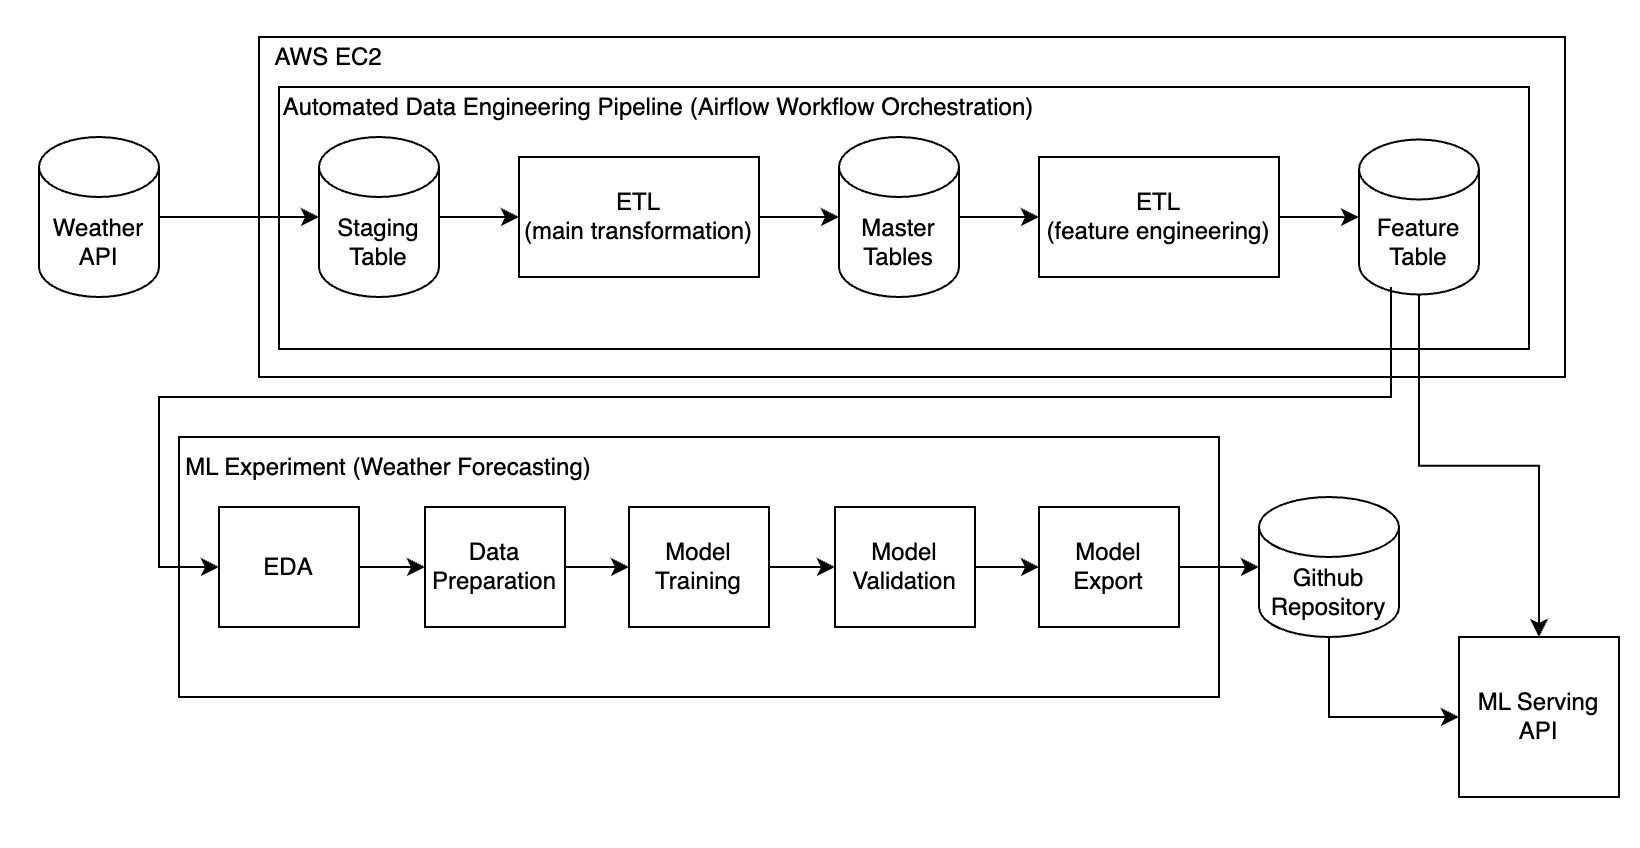 AWS EC2
Automated Data Engineering Pipeline (Airflow Workflow Orchestration)
Weather
API
Staging
Table
ETL
(main transformation)
Master
Tables
ETL
(feature engineering)
Feature
Table
ML Experiment (Weather Forecasting)
EDA
Data
Preparation
Model
Training
Model
Validation
Model
Export
Github
Repository
ML Serving
API